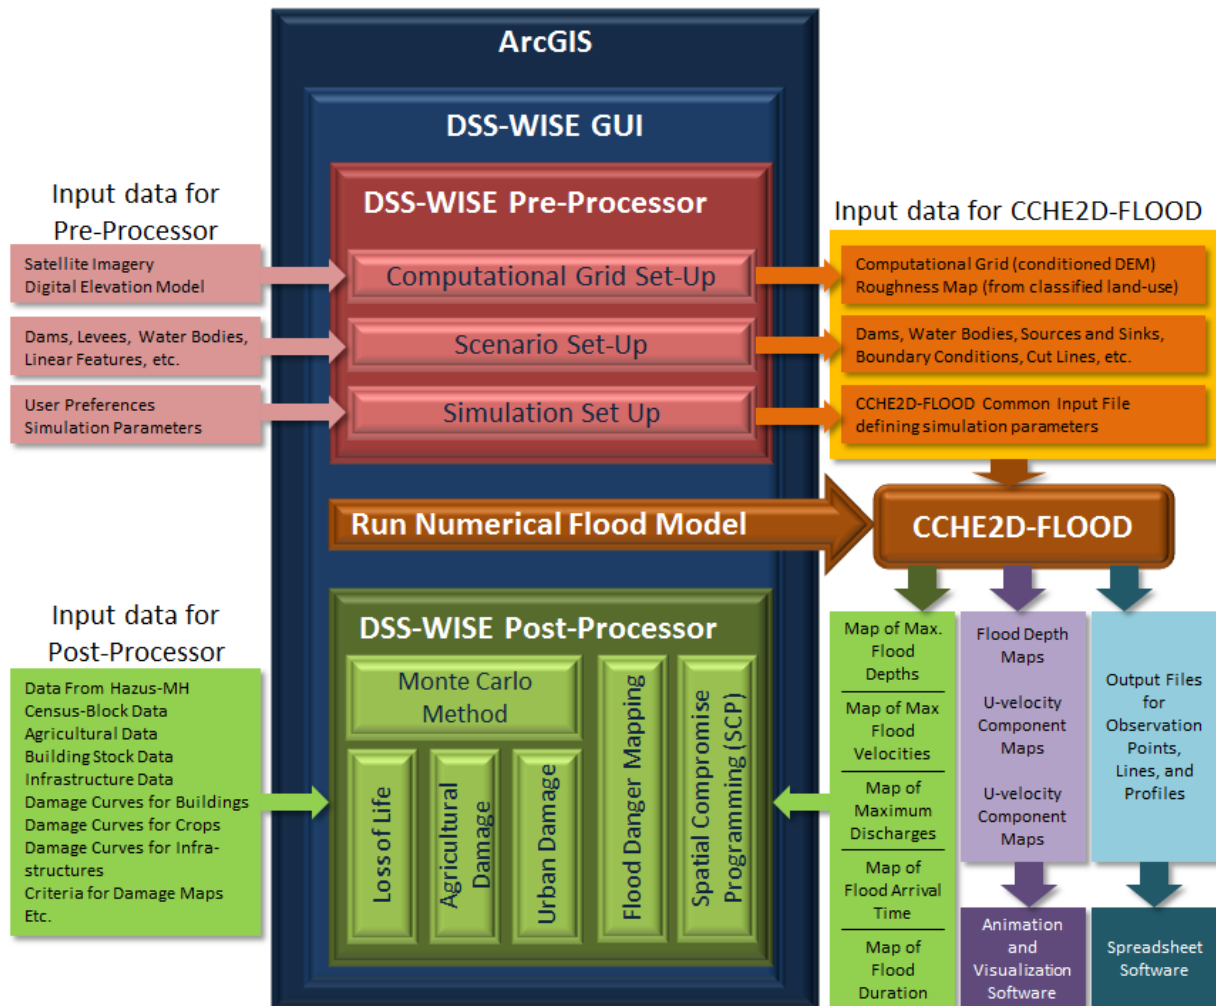 ArcGIS
DSS-WISE GUI
Input data for
Pre-Processor
Satellite Imagery
Digital Elevation Model
Dams, Levees, Water Bodies,
Linear Features, etc.
User Preferences
Simulation Parameters
DSS-WISE Pre-Processor
Computational Grid Set-Up
Scenario Set-Up
Simulation Set Up
Input data for CCHE2D-FLOOD
Computational Grid (conditioned DEM)
Roughness Map (from classified land-use)
Dams, Water Bodies, Sources and Sinks,
Boundary Conditions, Cut Lines, etc.
CCHE2D-FLOOD Common Input File
defining simulation parameters
Run Numerical Flood Model
CCHE2D-FLOOD
Input data for
Post-Processor
Data From Hazus-MH
Census-Block Data
Agricultural Data
Building Stock Data
Infrastructure Data
Damage Curves for Buildings
Damage Curves for Crops
Damage Curves for Infra-
structures
Criteria for Damage Maps
Etc.
DSS-WISE Post-Processor
Monte Carlo
Method
Loss of Life
Agricultural
Damage
Urban Damage
Flood Danger Mapping
Spatial Compromise
Programming (SCP)
Map of Max.
Flood
Depths
Map of Max
Flood
Velocities
Map of
Maximum
Discharges
Map of
Flood Arrival
Time
Map of
Flood
Duration
Flood Depth
Maps
U-velocity
Component
Maps
U-velocity
Component
Maps
Animation
and
Visualization
Software
Output Files
for
Observation
Points,
Lines, and
Profiles
Spreadsheet
Software